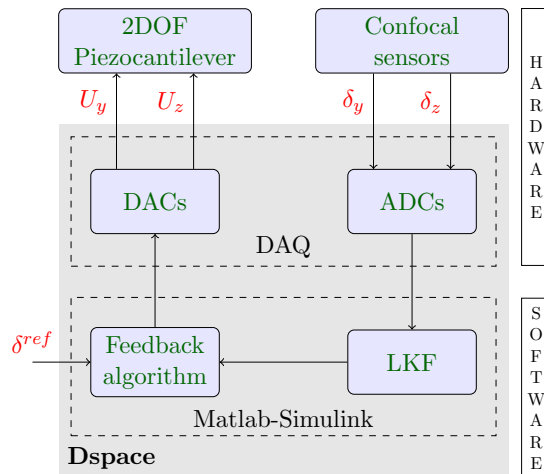 2DOF
Piezocantilever
Confocal
sensors
U_y
U_z
δ_y
δ_z
HARDWARE
DACs
ADCs
DAQ
δ^{ref}
Feedback
algorithm
LKF
Matlab-Simulink
Dspace
SOFTWARE